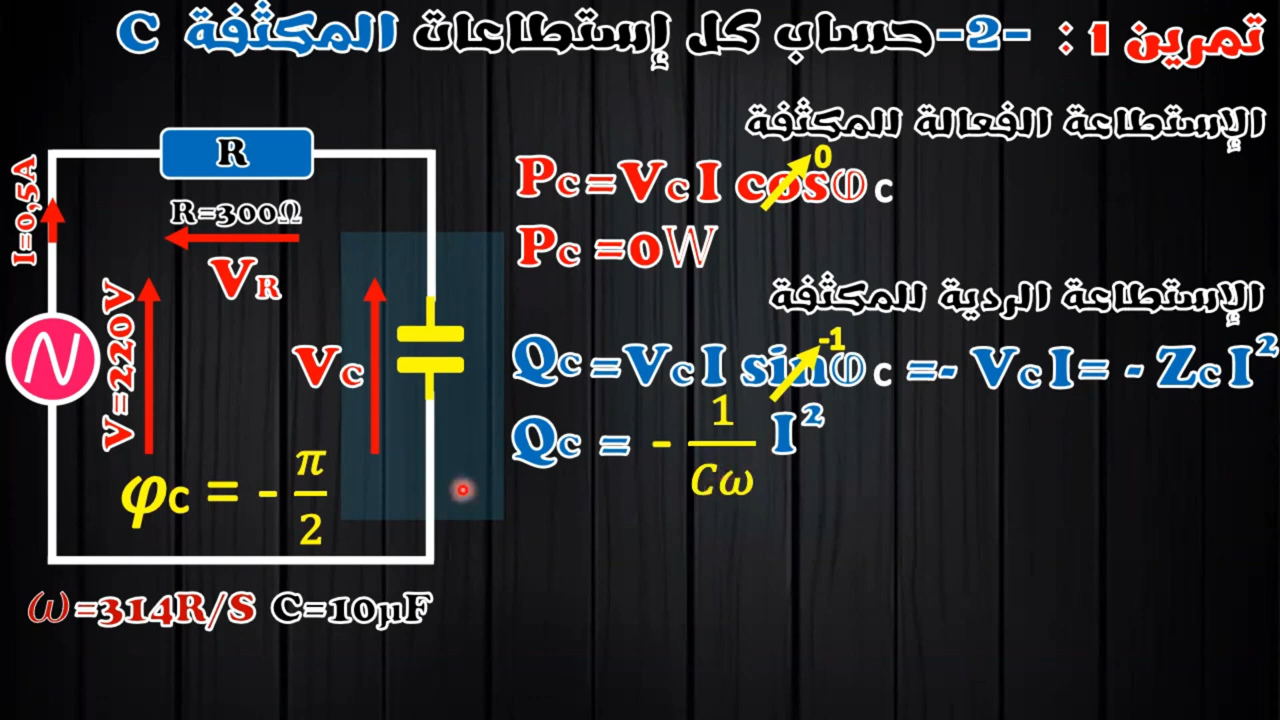 تمرين 1 : -2-حساب كل إستطاعات المكثفة C
الإستطاعة الفعالة للمكثفة
0
Pc=VcI cosφc
Pc =0W
الإستطاعة الردية للمكثفة
-1
Qc=VcI sinφc =- VcI= - ZcI²
Qc = - 1/Cω I²
R
R=300Ω
VR
I=0,5A
V=220V
Vc
φc = - π/2
ω=314R/S C=10μF